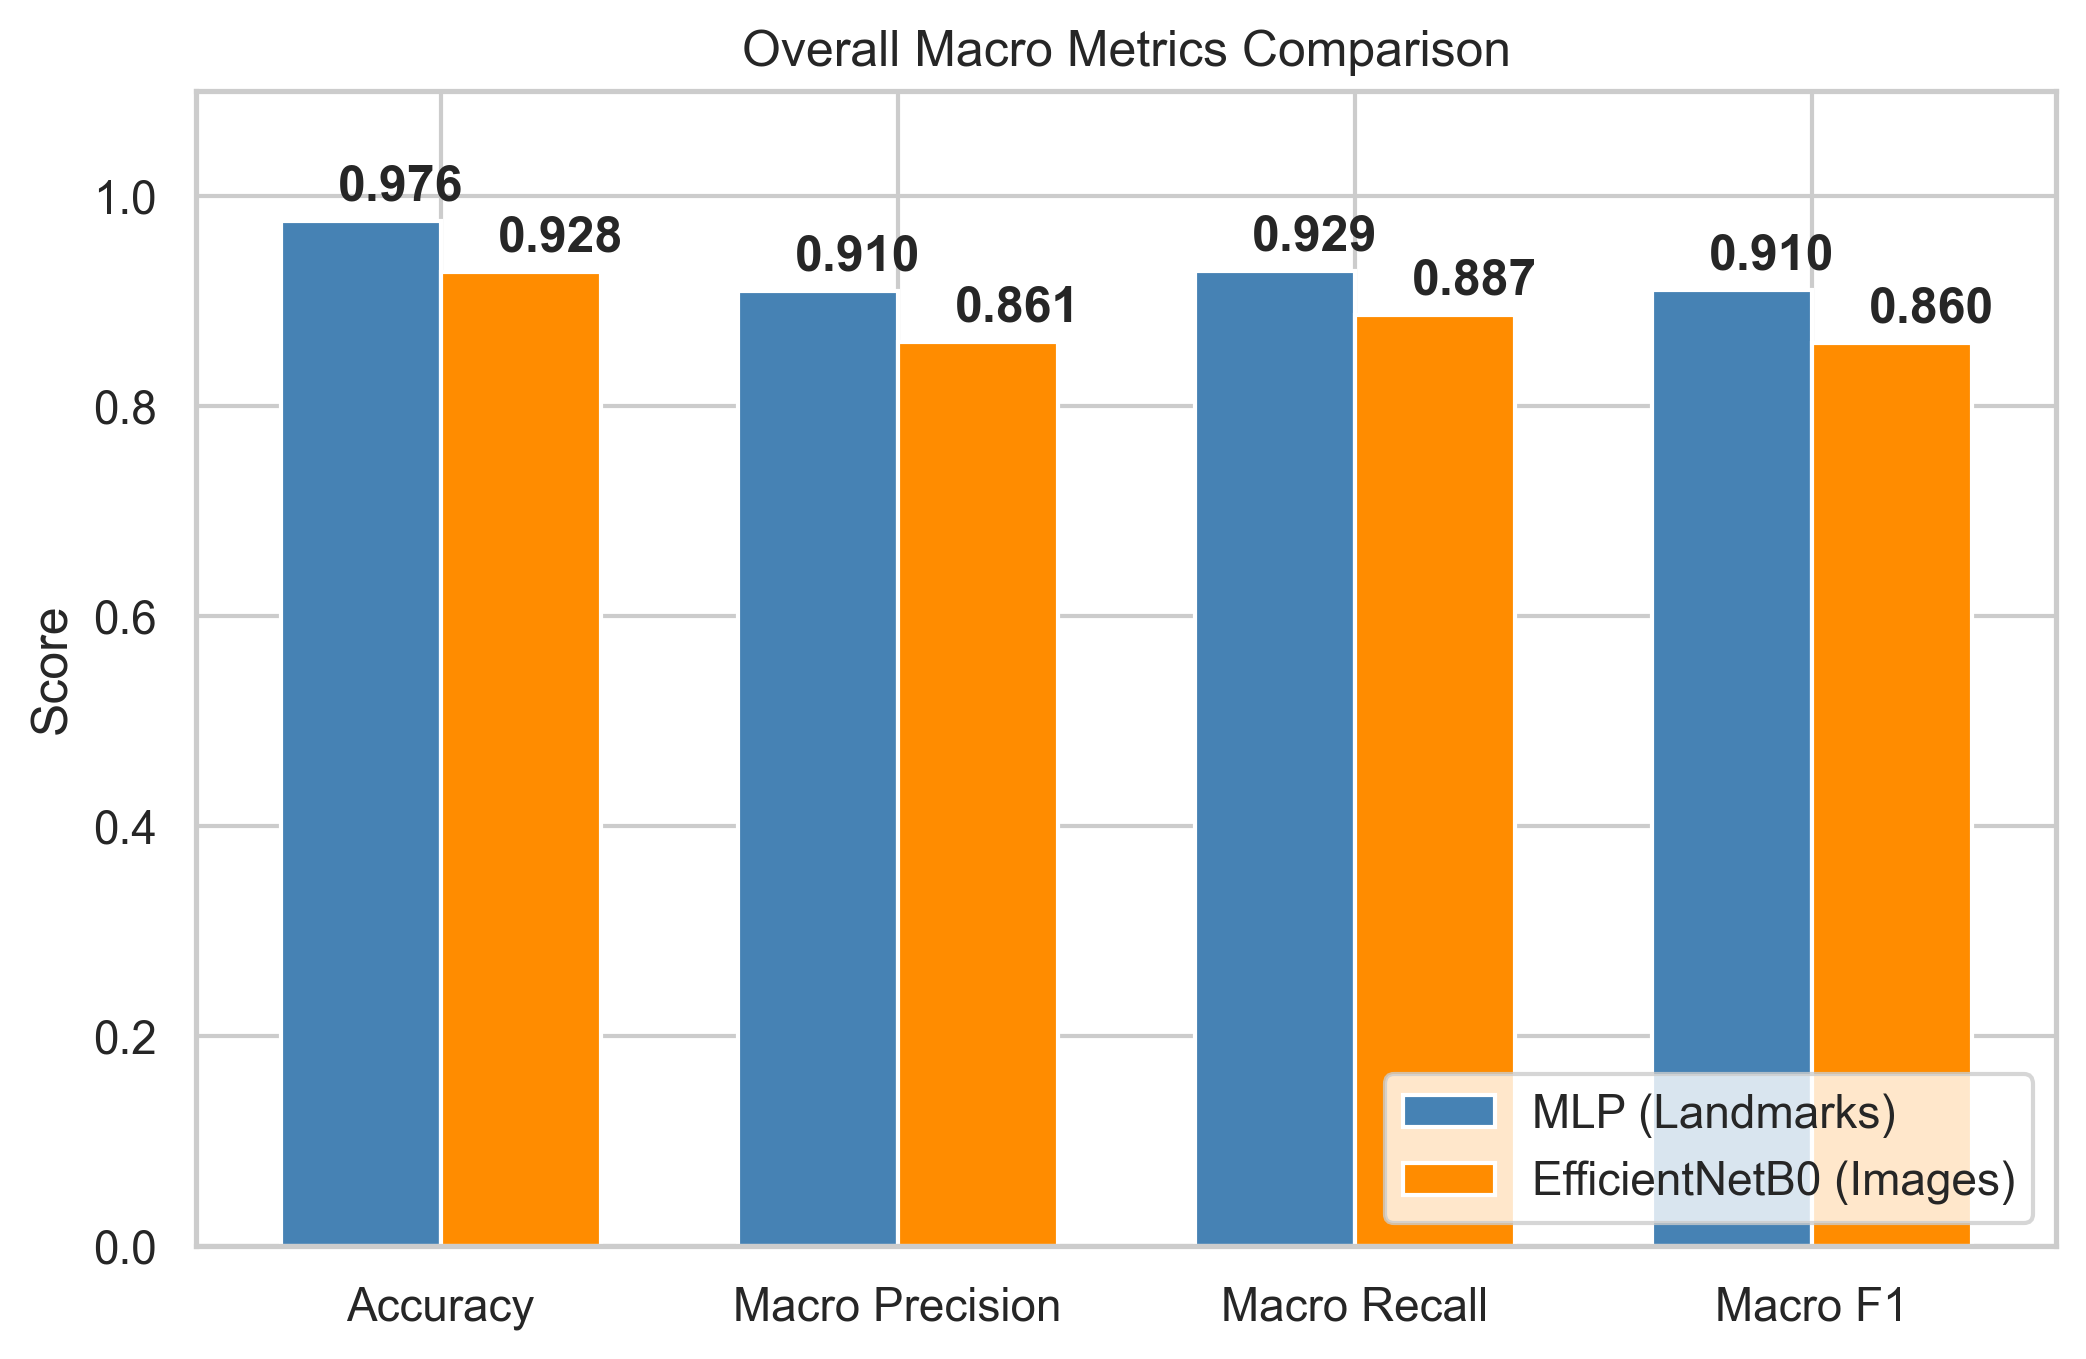 Overall Macro Metrics Comparison
Score
1.0
0.8
0.6
0.4
0.2
0.0
0.976
0.928
0.910
0.861
0.929
0.887
0.910
0.860
MLP (Landmarks)
EfficientNetB0 (Images)
Accuracy
Macro Precision
Macro Recall
Macro F1